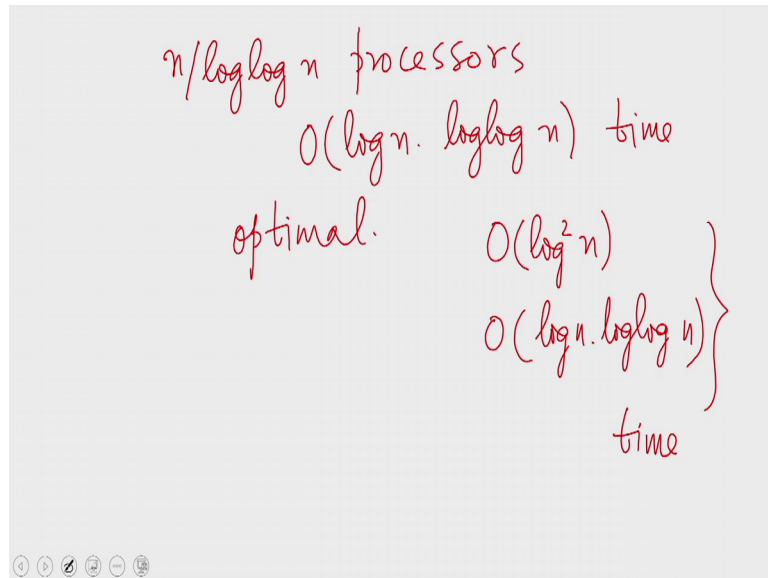 n/loglog n processors
O(log n. loglog n) time
optimal.
O(log² n)
O(log n. loglog n)
time